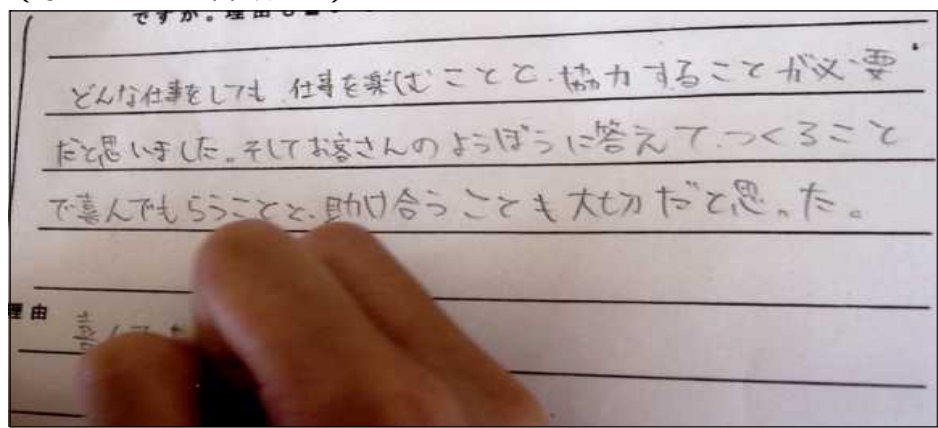 ですか。理由も
どんな仕事をしても、仕事を楽しむことと、協力することが必要
だと思いました。そしてお客さんのようぼうに答えて、つくること
で喜んでもらうことと、助け合うことも大切だと思った。
理由
喜んでも